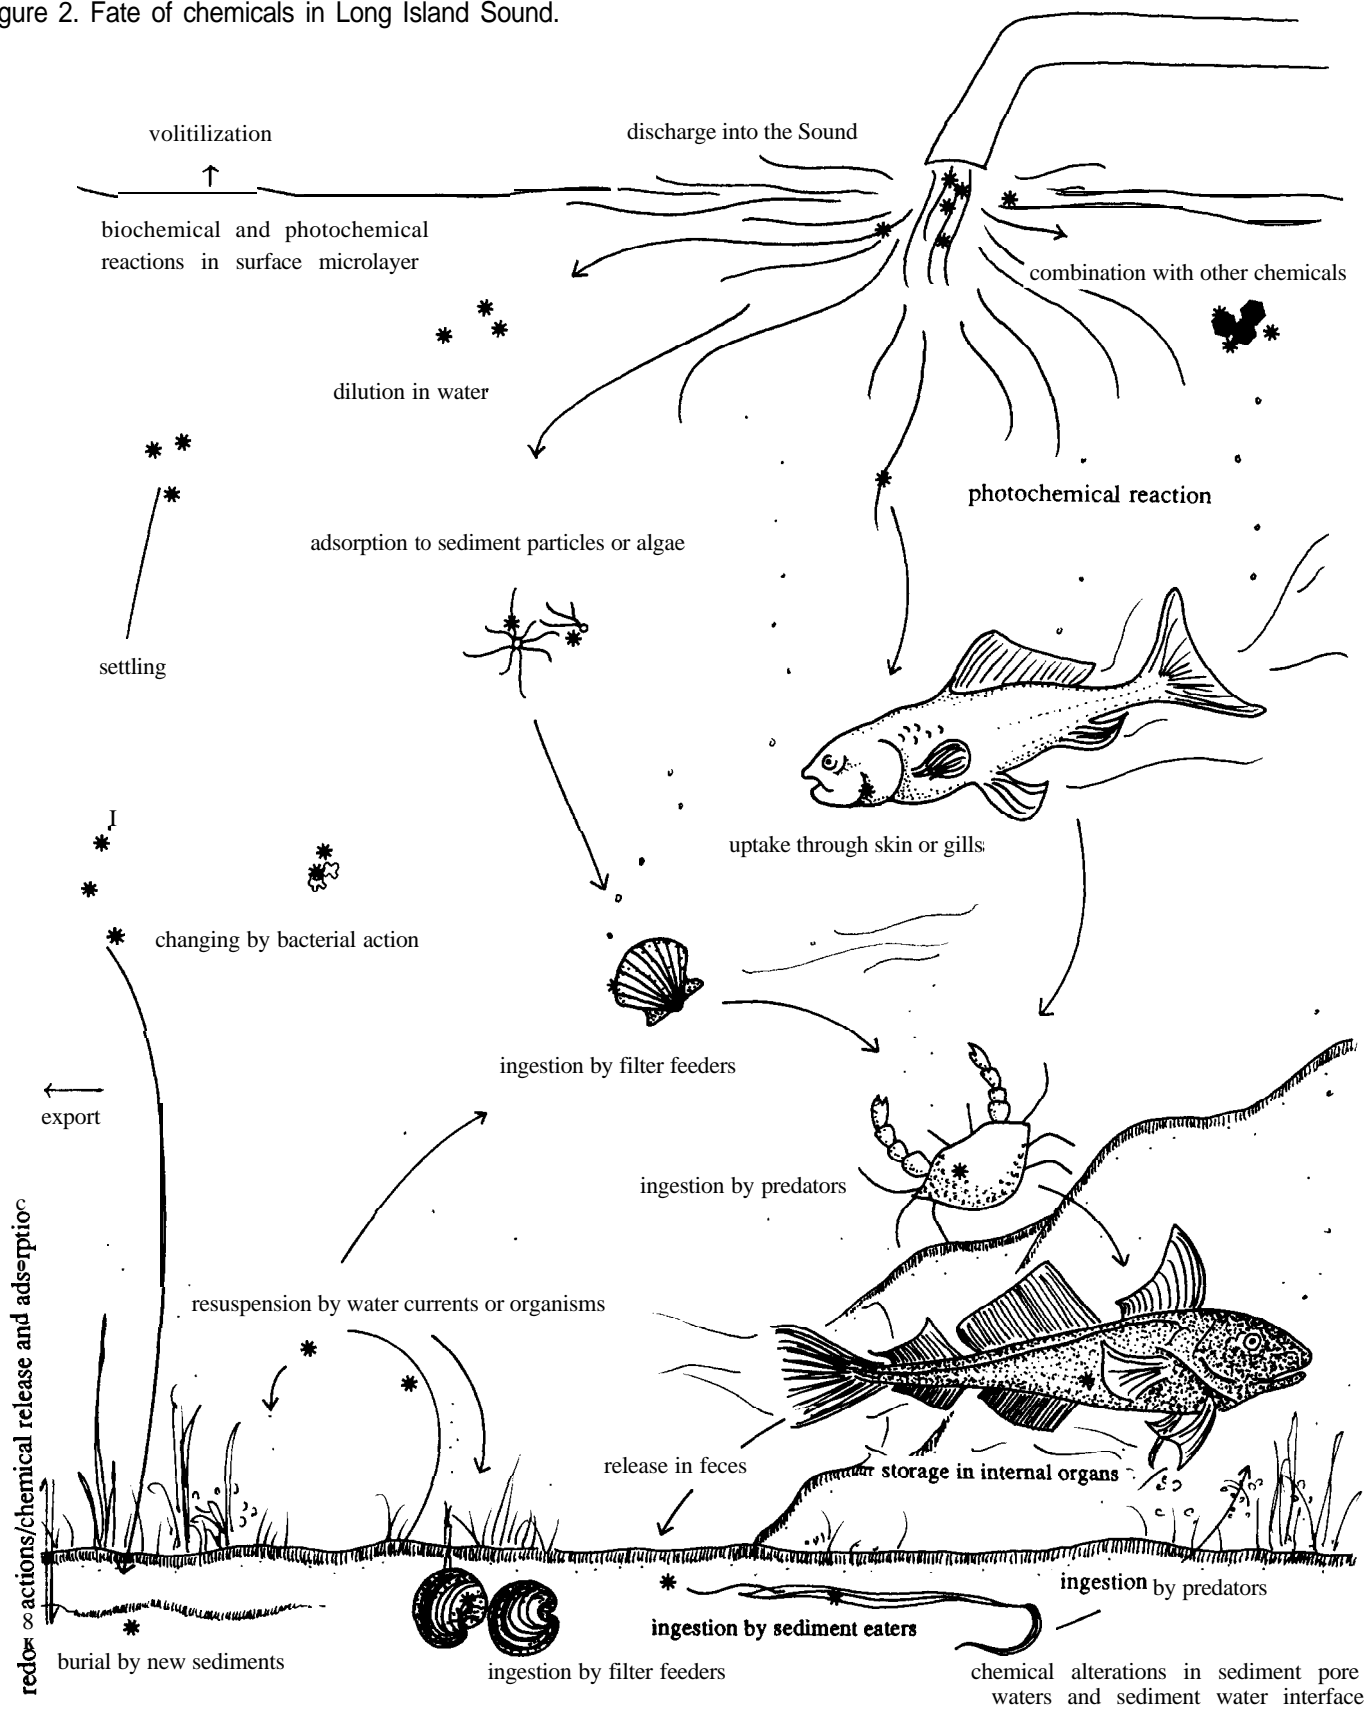 gure 2. Fate of chemicals in Long Island Sound.
volitilization
discharge into the Sound
biochemical and photochemical
reactions in surface microlayer
combination with other chemicals
dilution in water
photochemical reaction
adsorption to sediment particles or algae
settling
uptake through skin or gills
changing by bacterial action
ingestion by filter feeders
export
ingestion by predators
resuspension by water currents or organisms
release in feces
storage in internal organs
actions/chemical release and
ingestion by predators
ingestion by sediment eaters
burial by new sediments
ingestion by filter feeders
chemical alterations in sediment pore
waters and sediment water interface